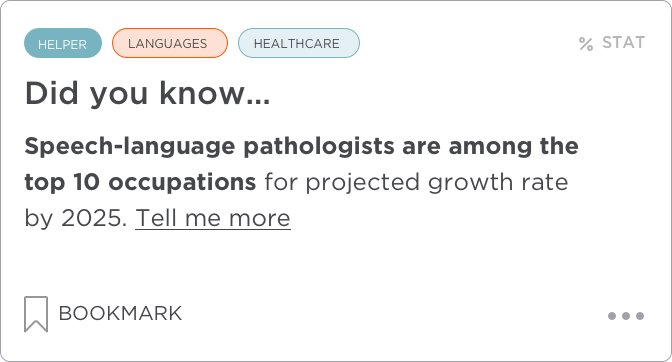 HELPER LANGUAGES HEALTHCARE % STAT
Did you know...
Speech-language pathologists are among the
top 10 occupations for projected growth rate
by 2025. Tell me more
BOOKMARK